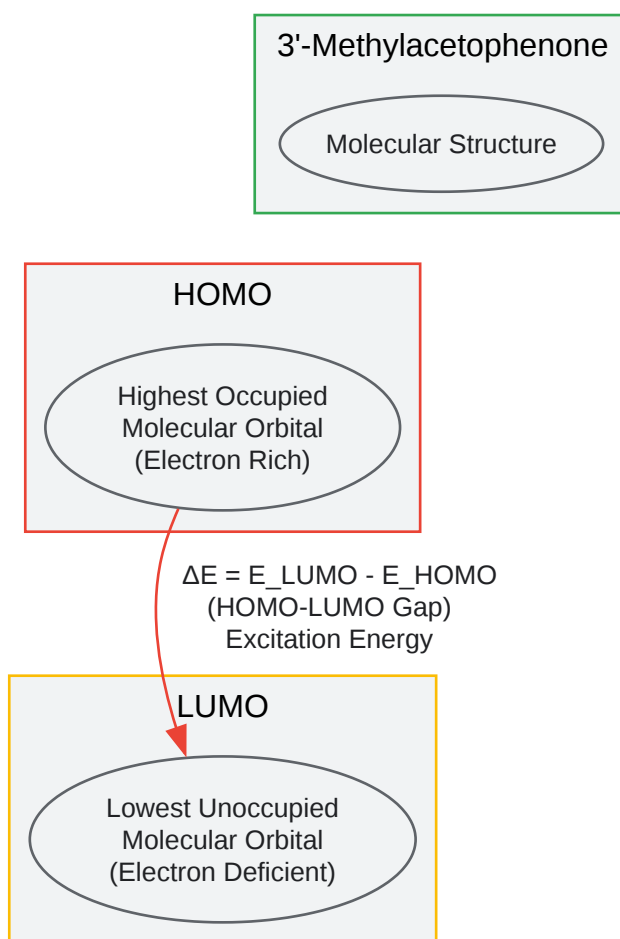 3'-Methylacetophenone
Molecular Structure
HOMO
Highest Occupied
Molecular Orbital
(Electron Rich)
ΔE = E_LUMO - E_HOMO
(HOMO-LUMO Gap)
Excitation Energy
LUMO
Lowest Unoccupied
Molecular Orbital
(Electron Deficient)